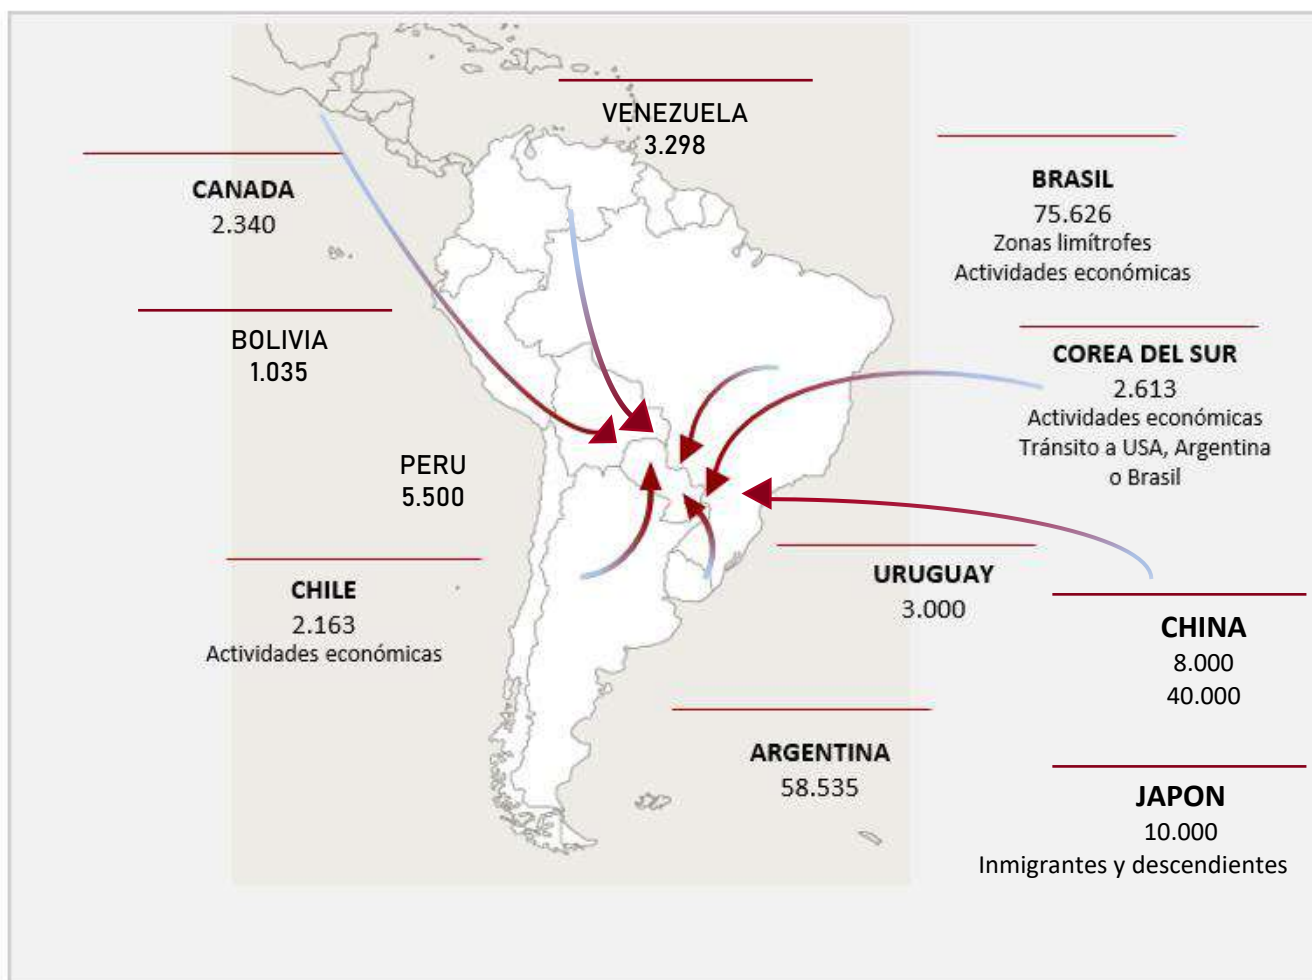 VENEZUELA
3.298
CANADA
2.340
BRASIL
75.626
Zonas limítrofes
Actividades económicas
BOLIVIA
1.035
COREA DEL SUR
2.613
Actividades económicas
Tránsito a USA, Argentina
o Brasil
PERU
5.500
CHILE
2.163
Actividades económicas
URUGUAY
3.000
CHINA
8.000
40.000
ARGENTINA
58.535
JAPON
10.000
Inmigrantes y descendientes